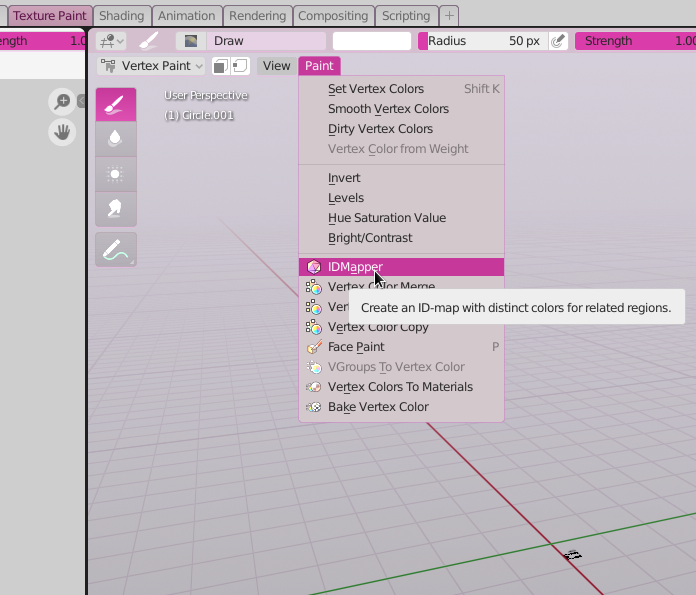 Texture Paint Shading Animation Rendering Compositing Scripting +
ength 1.0 Draw Radius 50 px Strength 1.00
Vertex Paint View Paint
User Perspective
(1) Circle.001
Set Vertex Colors Shift K
Smooth Vertex Colors
Dirty Vertex Colors
Vertex Color from Weight
Invert
Levels
Hue Saturation Value
Bright/Contrast
IDMapper
Vertex Color Merge
Create an ID-map with distinct colors for related regions.
Vertex Color Copy
Face Paint P
VGroups To Vertex Color
Vertex Colors To Materials
Bake Vertex Color